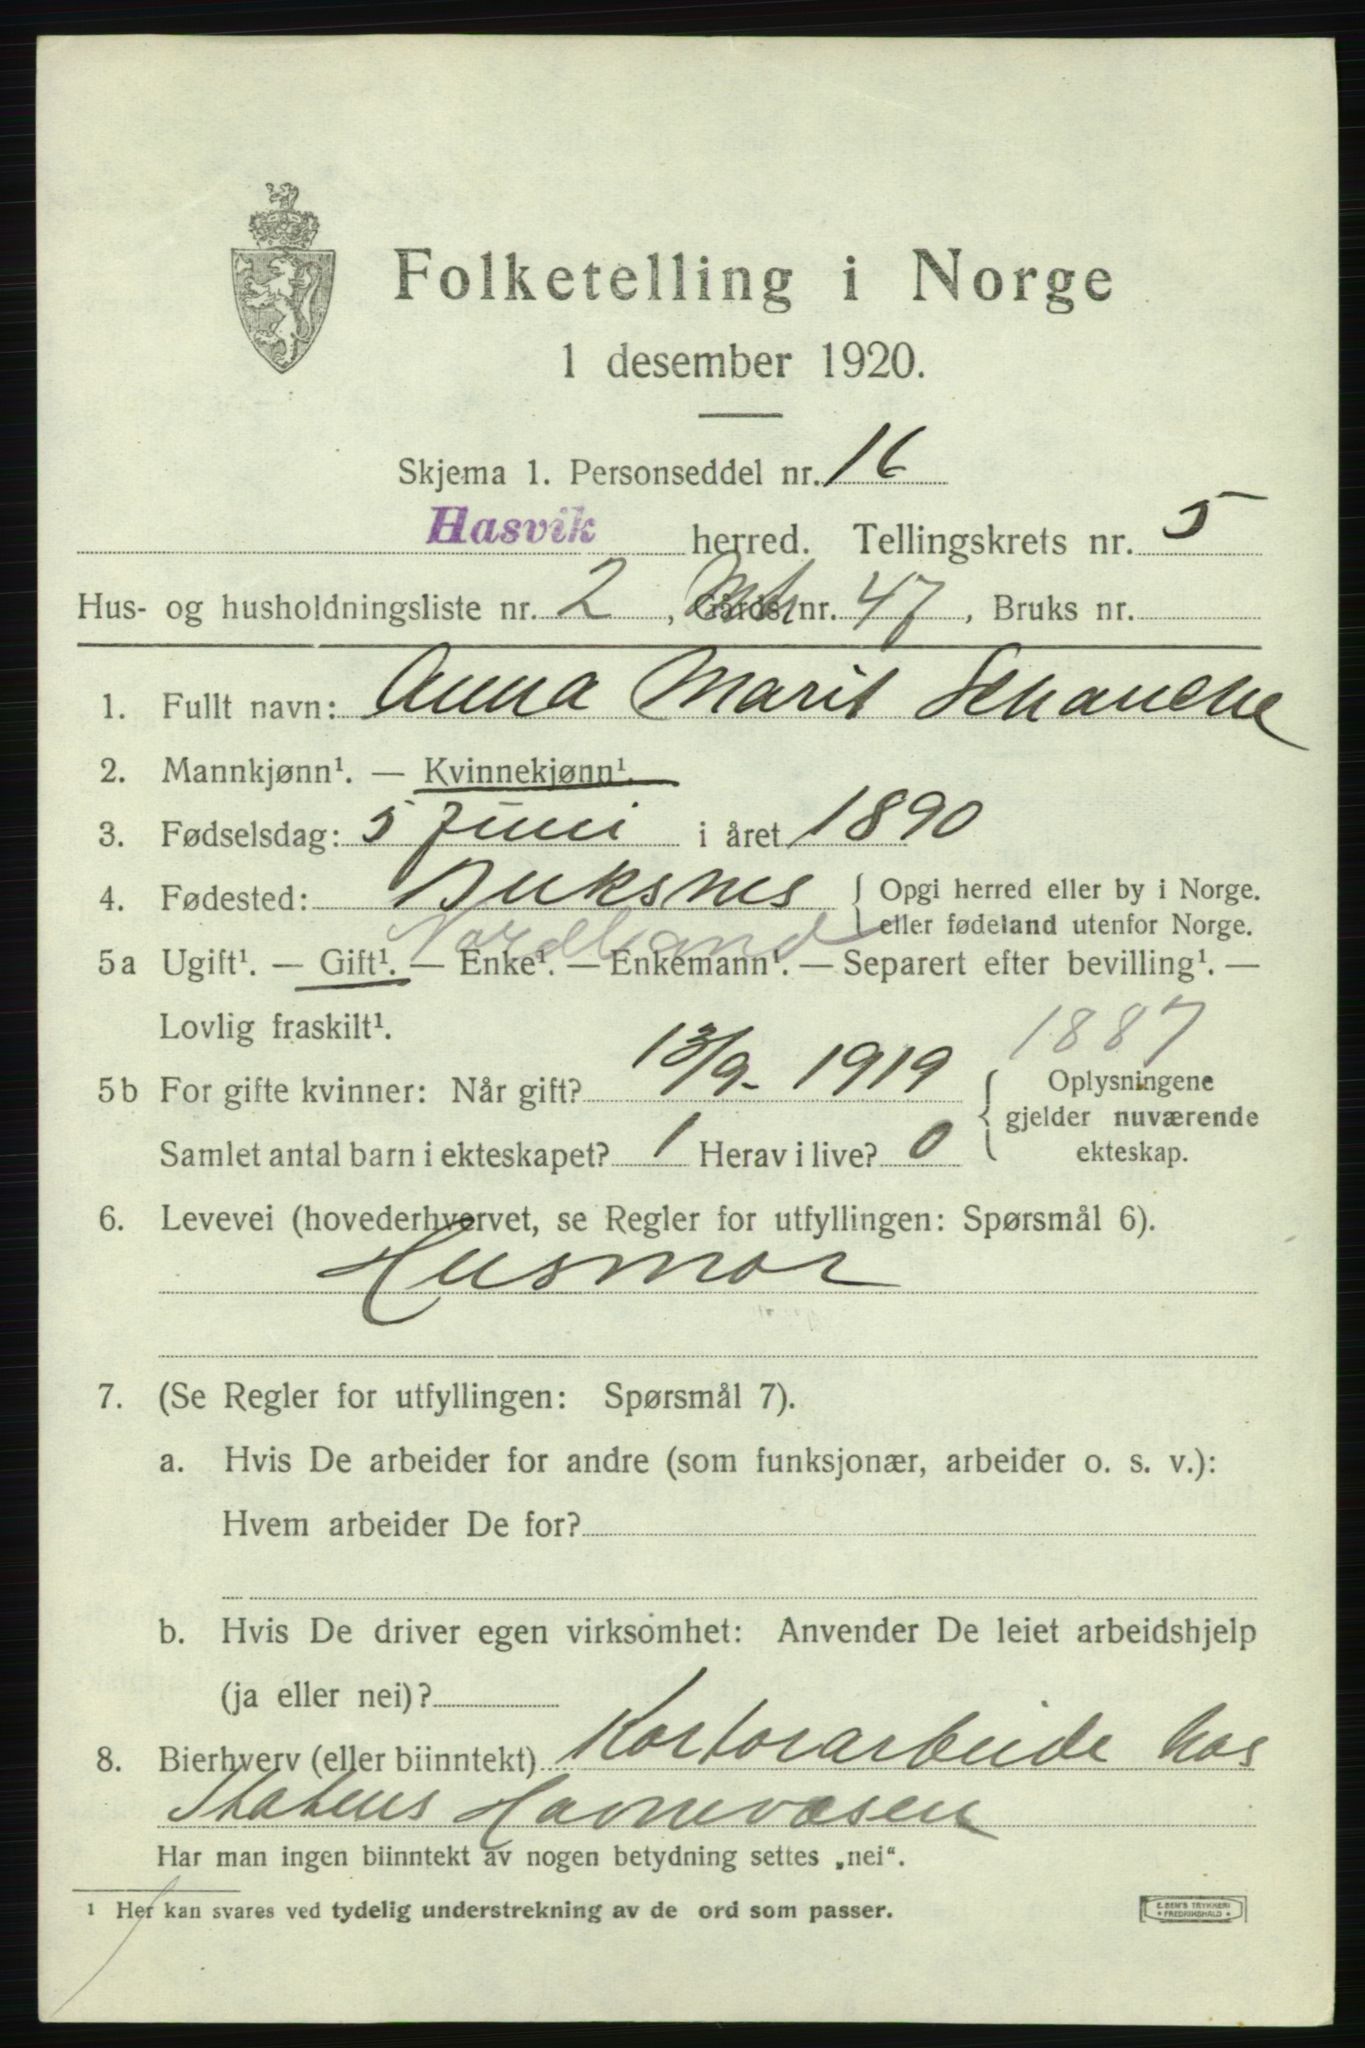 Folketelling i Norge
1 desember 1920.
Skjema 1. Personseddel nr. 16
Hasvik herred. Tellingskrets nr. 5
Hus- og husholdningsliste nr. 2, Gårds nr. 47, Bruks nr.
1. Fullt navn: Anna Marit Schanche
2. Mannkjønn¹. — Kvinnekjønn¹.
3. Fødselsdag: 5 Juni i året 1890
4. Fødested: Buksnes { Opgi herred eller by i Norge.
Nordland eller fødeland utenfor Norge.
5a Ugift¹. — Gift¹. — Enke¹. — Enkemann¹. — Separert efter bevilling¹. —
Lovlig fraskilt¹. 1887
5b For gifte kvinner: Når gift? 13/9- 1919 { Oplysningene
gjelder nuværende
Samlet antal barn i ekteskapet? 1 Herav i live? 0 ekteskap.
6. Levevei (hovederhvervet, se Regler for utfyllingen: Spørsmål 6).
Husmor
7. (Se Regler for utfyllingen: Spørsmål 7).
a. Hvis De arbeider for andre (som funksjonær, arbeider o. s. v.):
Hvem arbeider De for?
b. Hvis De driver egen virksomhet: Anvender De leiet arbeidshjelp
(ja eller nei)?
8. Bierhverv (eller biinntekt) Kortorarbeide hos
Statens Havnevæsen
Har man ingen biinntekt av nogen betydning settes „nei“.
¹ Her kan svares ved tydelig understrekning av de ord som passer.
E. SEM'S TRYKKERI
• FREDRIKSHALD •